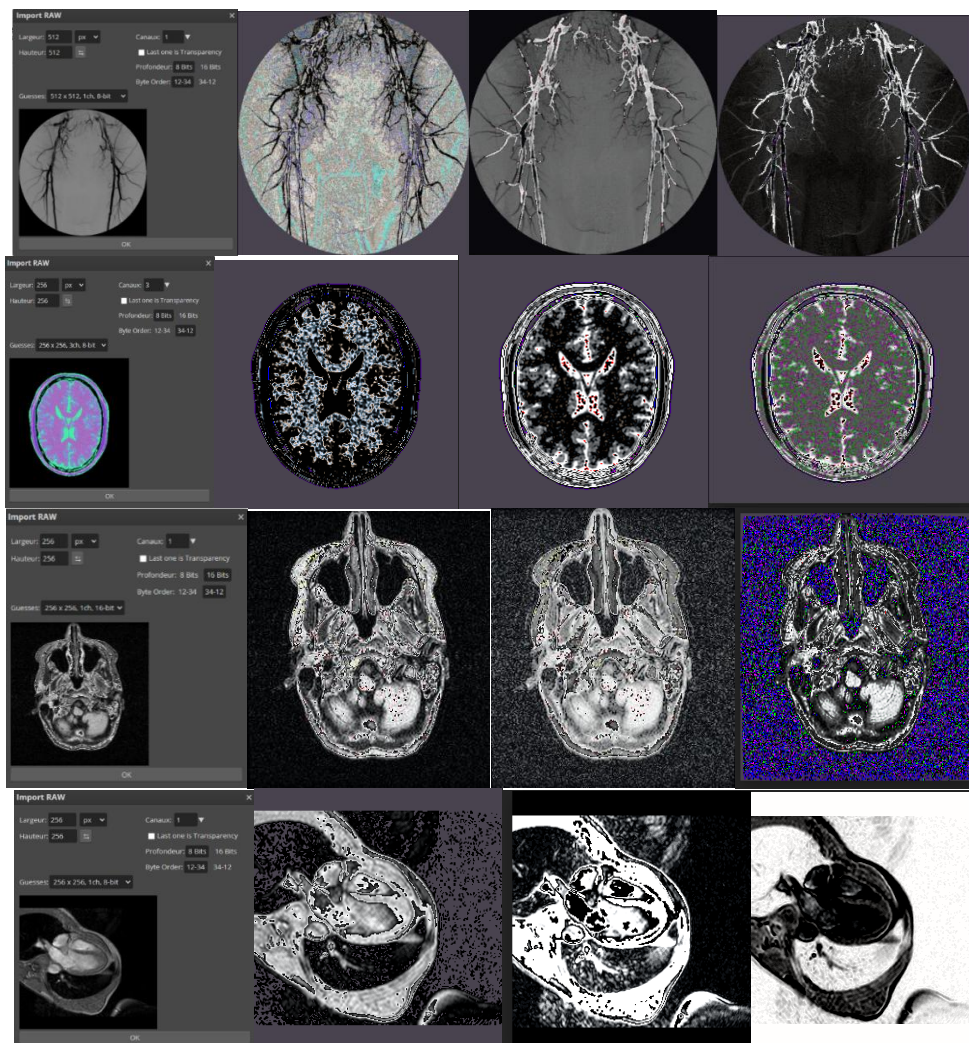 Import RAW ×
Largeur: 512 px Canaux: 1
Hauteur: 512 Last one is Transparency
Profondeur: 8 Bits 16 Bits
Byte Order: 12-34 34-12
Guesses: 512 x 512, 1ch, 8-bit
OK
Import RAW ×
Largeur: 256 px Canaux: 3
Hauteur: 256 Last one is Transparency
Profondeur: 8 Bits 16 Bits
Byte Order: 12-34 34-12
Guesses: 256 x 256, 3ch, 8-bit
OK
Import RAW ×
Largeur: 256 px Canaux: 1
Hauteur: 256 Last one is Transparency
Profondeur: 8 Bits 16 Bits
Byte Order: 12-34 34-12
Guesses: 256 x 256, 1ch, 16-bit
OK
Import RAW ×
Largeur: 256 px Canaux: 1
Hauteur: 256 Last one is Transparency
Profondeur: 8 Bits 16 Bits
Byte Order: 12-34 34-12
Guesses: 256 x 256, 1ch, 8-bit
OK